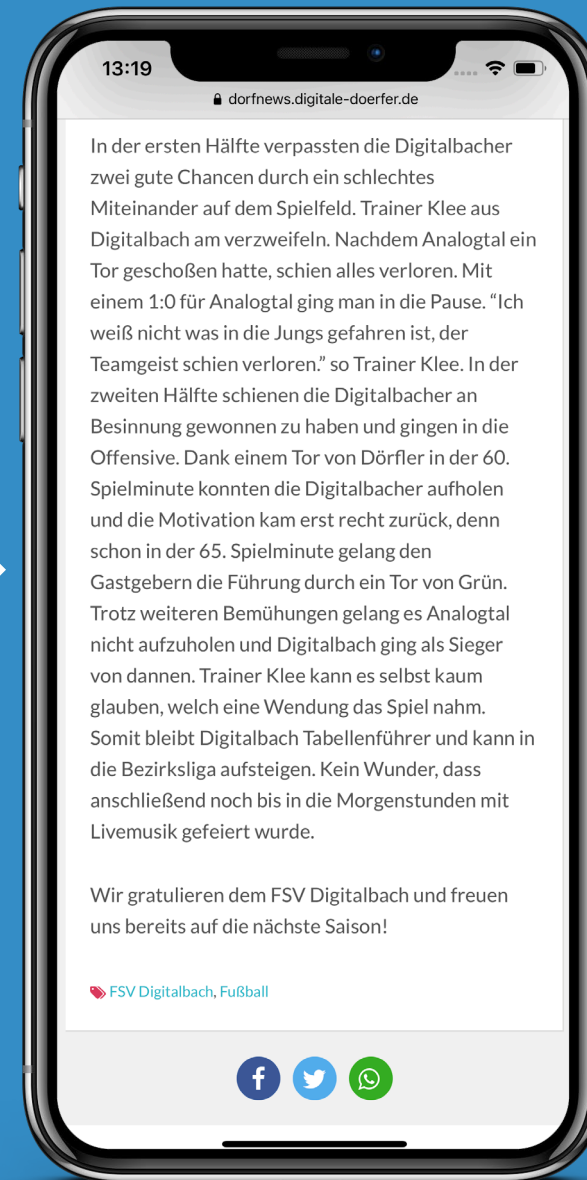 13:19
dorfnews.digitale-doerfer.de
In der ersten Hälfte verpassten die Digitalbacher
zwei gute Chancen durch ein schlechtes
Miteinander auf dem Spielfeld. Trainer Klee aus
Digitalbach am verzweifeln. Nachdem Analogtal ein
Tor geschoßen hatte, schien alles verloren. Mit
einem 1:0 für Analogtal ging man in die Pause. “Ich
weiß nicht was in die Jungs gefahren ist, der
Teamgeist schien verloren.” so Trainer Klee. In der
zweiten Hälfte schienen die Digitalbacher an
Besinnung gewonnen zu haben und gingen in die
Offensive. Dank einem Tor von Dörfler in der 60.
Spielminute konnten die Digitalbacher aufholen
und die Motivation kam erst recht zurück, denn
schon in der 65. Spielminute gelang den
Gastgebern die Führung durch ein Tor von Grün.
Trotz weiteren Bemühungen gelang es Analogtal
nicht aufzuholen und Digitalbach ging als Sieger
von dannen. Trainer Klee kann es selbst kaum
glauben, welch eine Wendung das Spiel nahm.
Somit bleibt Digitalbach Tabellenführer und kann in
die Bezirksliga aufsteigen. Kein Wunder, dass
anschließend noch bis in die Morgenstunden mit
Livemusik gefeiert wurde.
Wir gratulieren dem FSV Digitalbach und freuen
uns bereits auf die nächste Saison!
FSV Digitalbach, Fußball